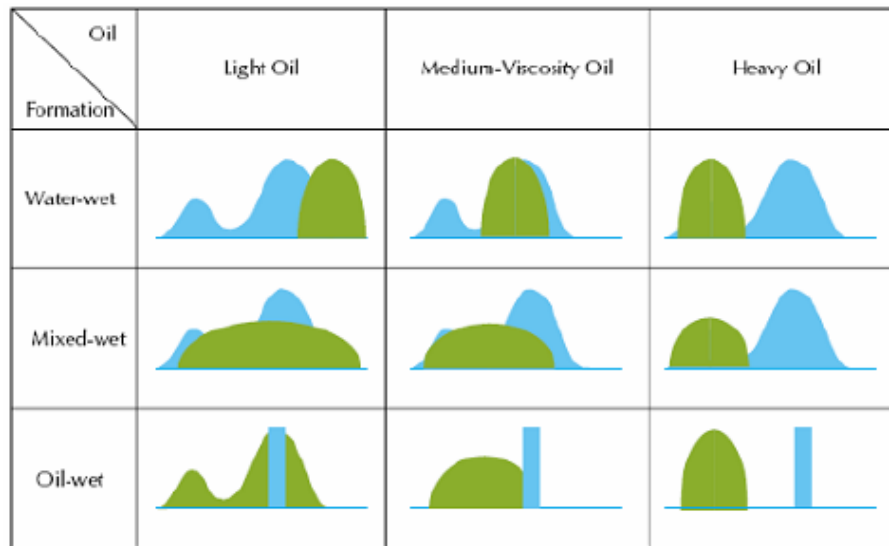 Oil
Formation
Light Oil
Medium-Viscosity Oil
Heavy Oil
Water-wet
Mixed-wet
Oil-wet